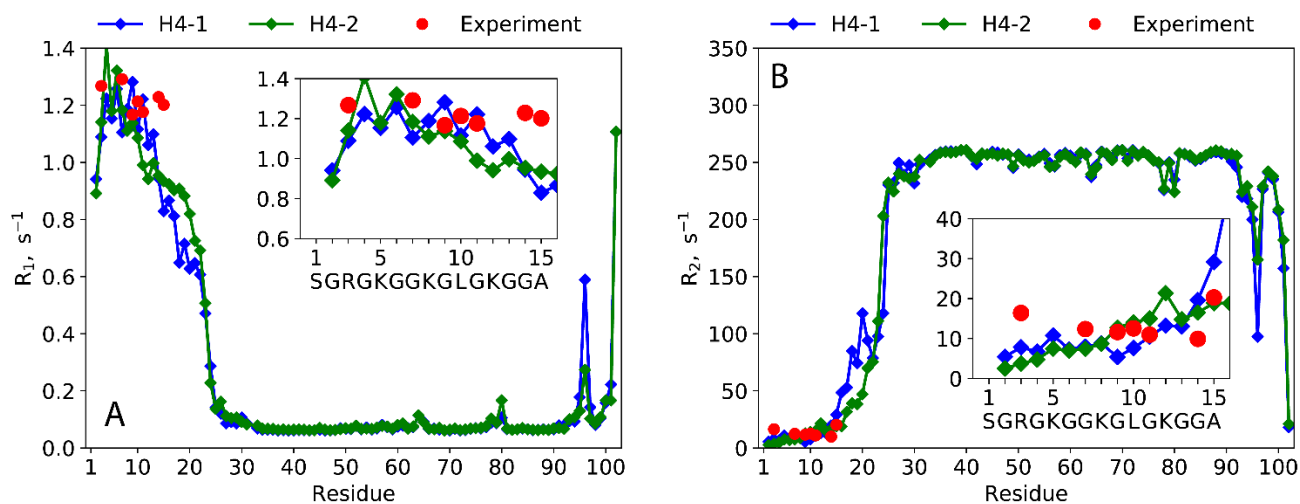 H4-1 H4-2 Experiment
R1, s−1
1.4
1.2
1.0
0.8
0.6
0.4
0.2
0.0
A
1 10 20 30 40 50 60 70 80 90 100
Residue
1.4
1.2
1.0
0.8
0.6
1 5 10 15
SGRGKGGKGLGKGGA
H4-1 H4-2 Experiment
R2, s−1
350
300
250
200
150
100
50
0
B
1 10 20 30 40 50 60 70 80 90 100
Residue
40
30
20
10
0
1 5 10 15
SGRGKGGKGLGKGGA